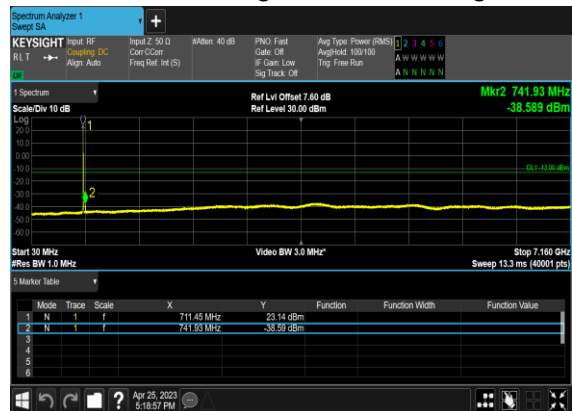 Spectrum Analyzer 1
Swept SA
KEYSIGHT Input: RF Input Z: 50 Ω #Atten: 40 dB PNO: Fast Avg Type: Power (RMS) 1 2 3 4 5 6
RLT Coupling: DC Corr CCorr Gate: Off Avg|Hold: 100/100 A W W W W W
Align: Auto Freq Ref: Int (S) IF Gain: Low Trig: Free Run
Sig Track: Off A N N N N N
1 Spectrum
Ref Lvl Offset 7.60 dB Mkr2 741.93 MHz
Scale/Div 10 dB Ref Level 30.00 dBm -38.589 dBm
Log
20.0 1
10.0
0.00
-10.0 DL1 -13.00 dBm
-20.0
-30.0 2
-40.0
-50.0
-60.0
Start 30 MHz Video BW 3.0 MHz* Stop 7.160 GHz
#Res BW 1.0 MHz Sweep 13.3 ms (40001 pts)
5 Marker Table
Mode Trace Scale X Y Function Function Width Function Value
1 N 1 f 711.45 MHz 23.14 dBm
2 N 1 f 741.93 MHz -38.59 dBm
3
4
5
6
? Apr 25, 2023
5:18:57 PM